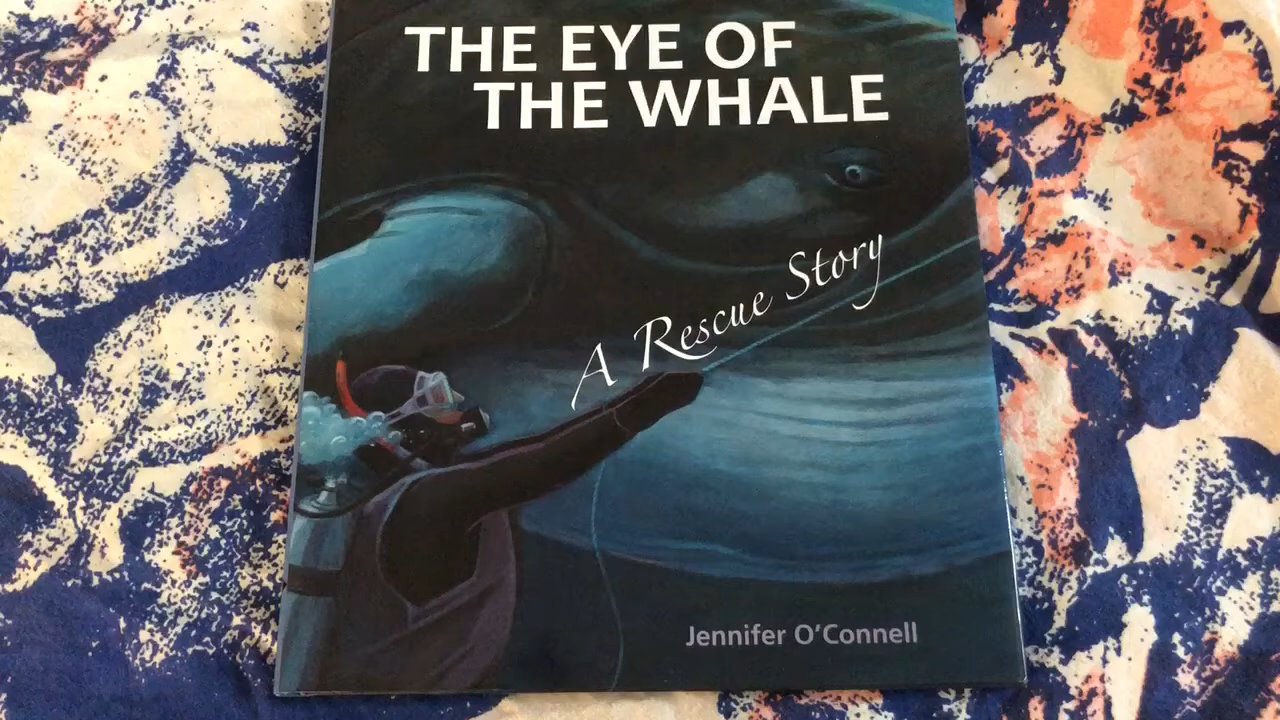 THE EYE OF
THE WHALE
A Rescue Story
Jennifer O'Connell